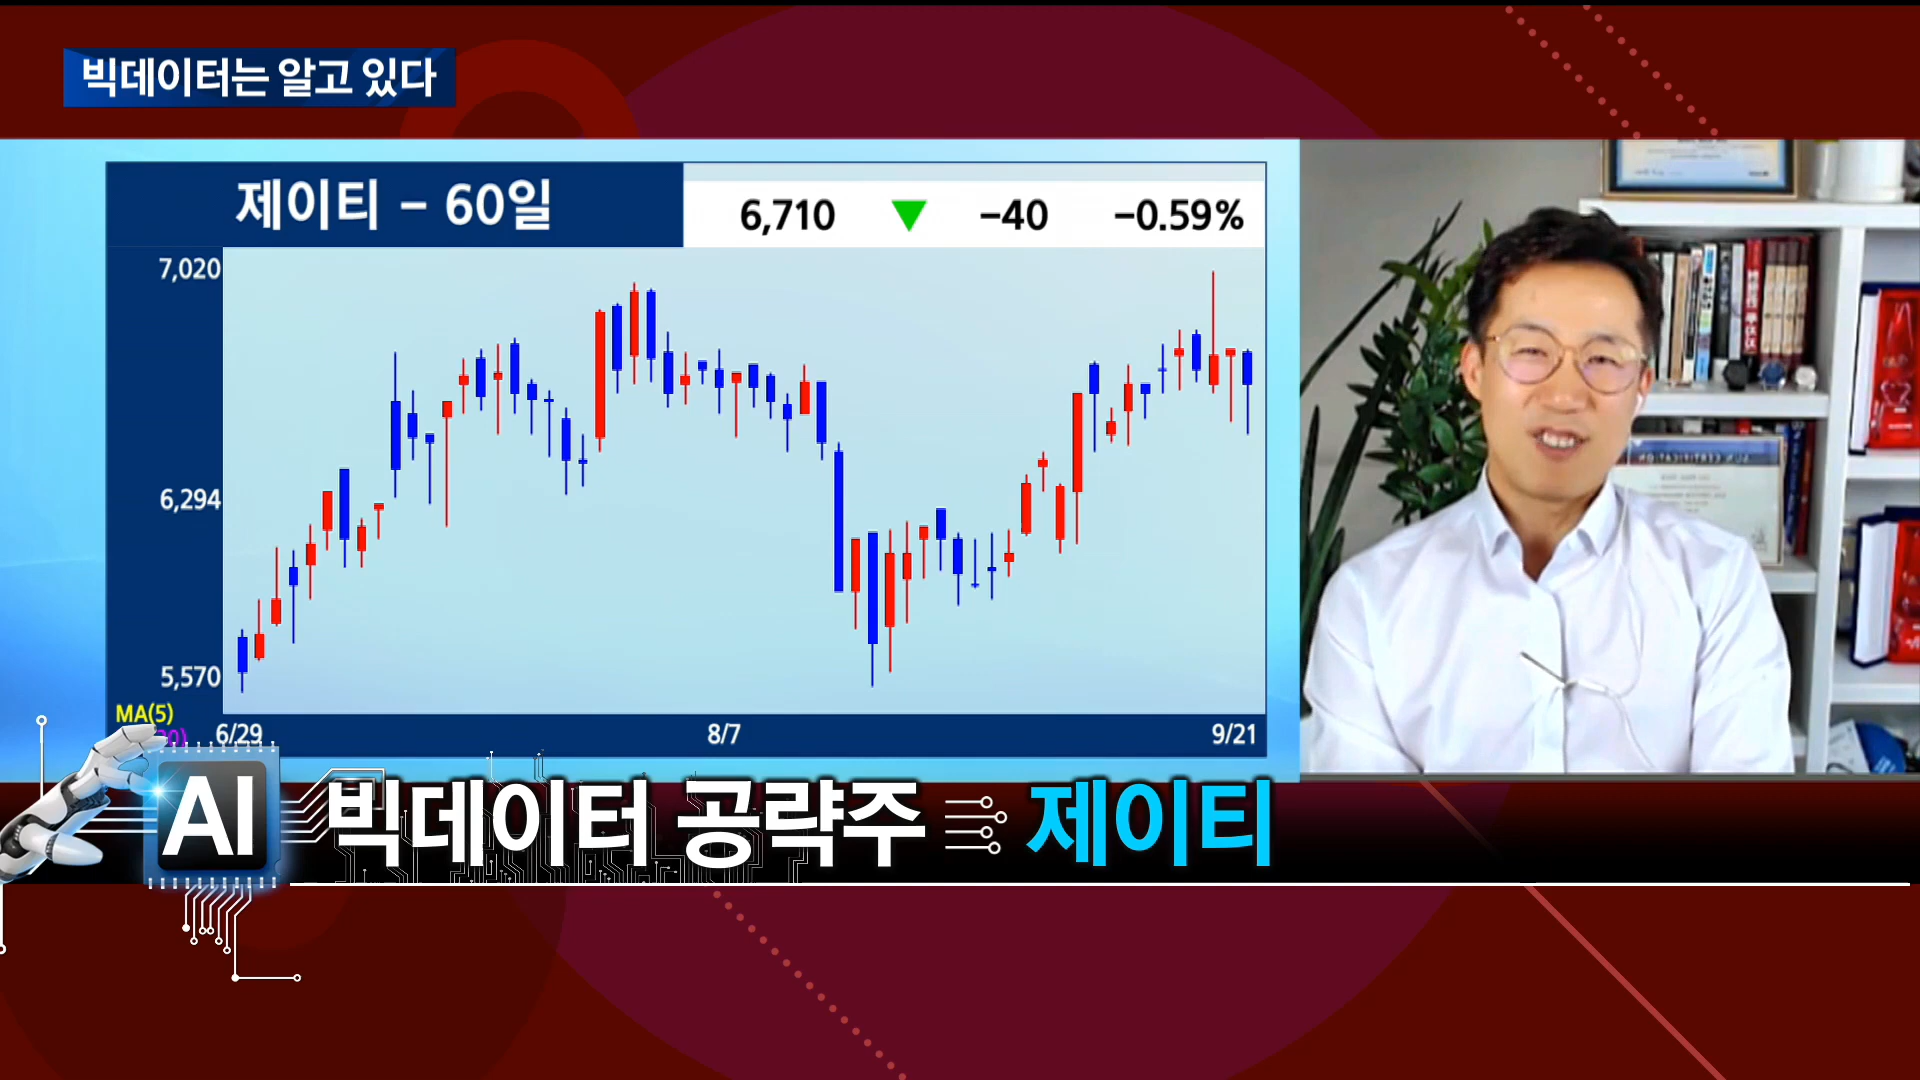 빅데이터는 알고 있다
제이티 - 60일
6,710 ▼ -40 -0.59%
7,020
6,294
5,570
MA(5)
6/29 8/7 9/21
AI 빅데이터 공략주 제이티